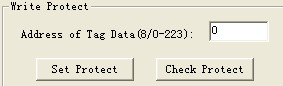 Write Protect
Address of Tag Data(8/0-223): 0
Set Protect Check Protect